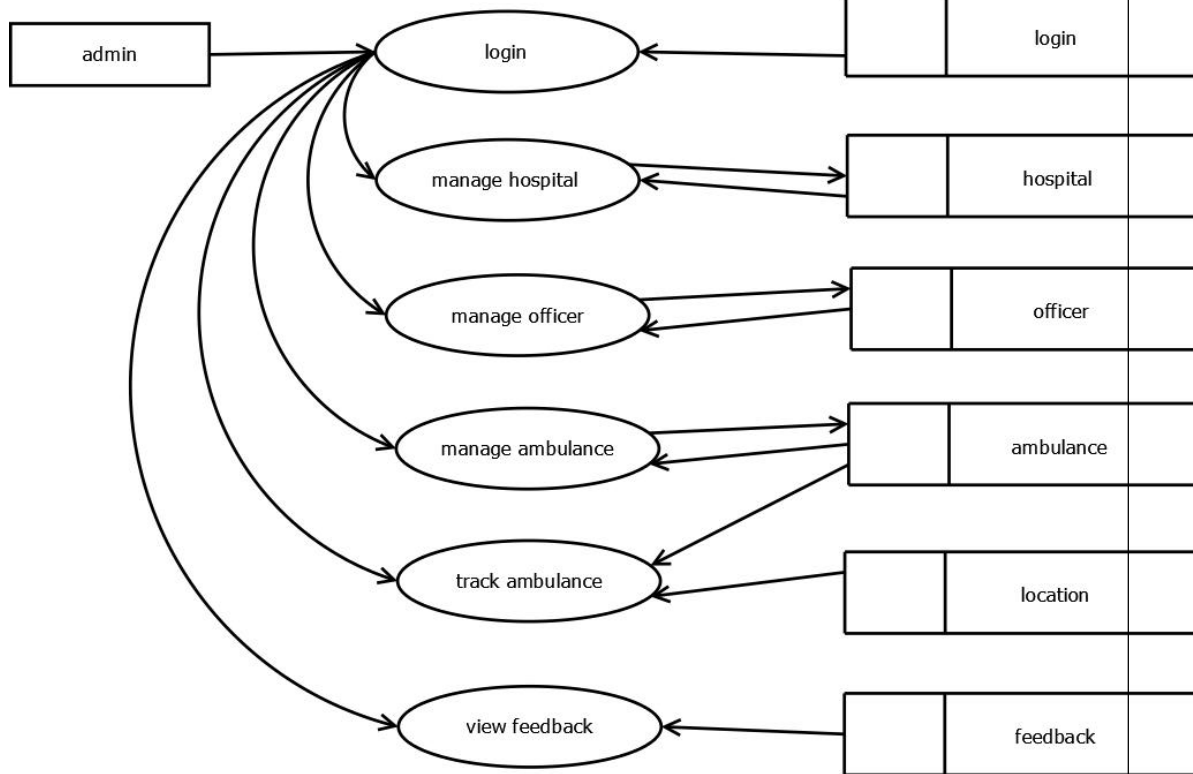 admin
login
login
manage hospital
hospital
manage officer
officer
manage ambulance
ambulance
track ambulance
location
view feedback
feedback